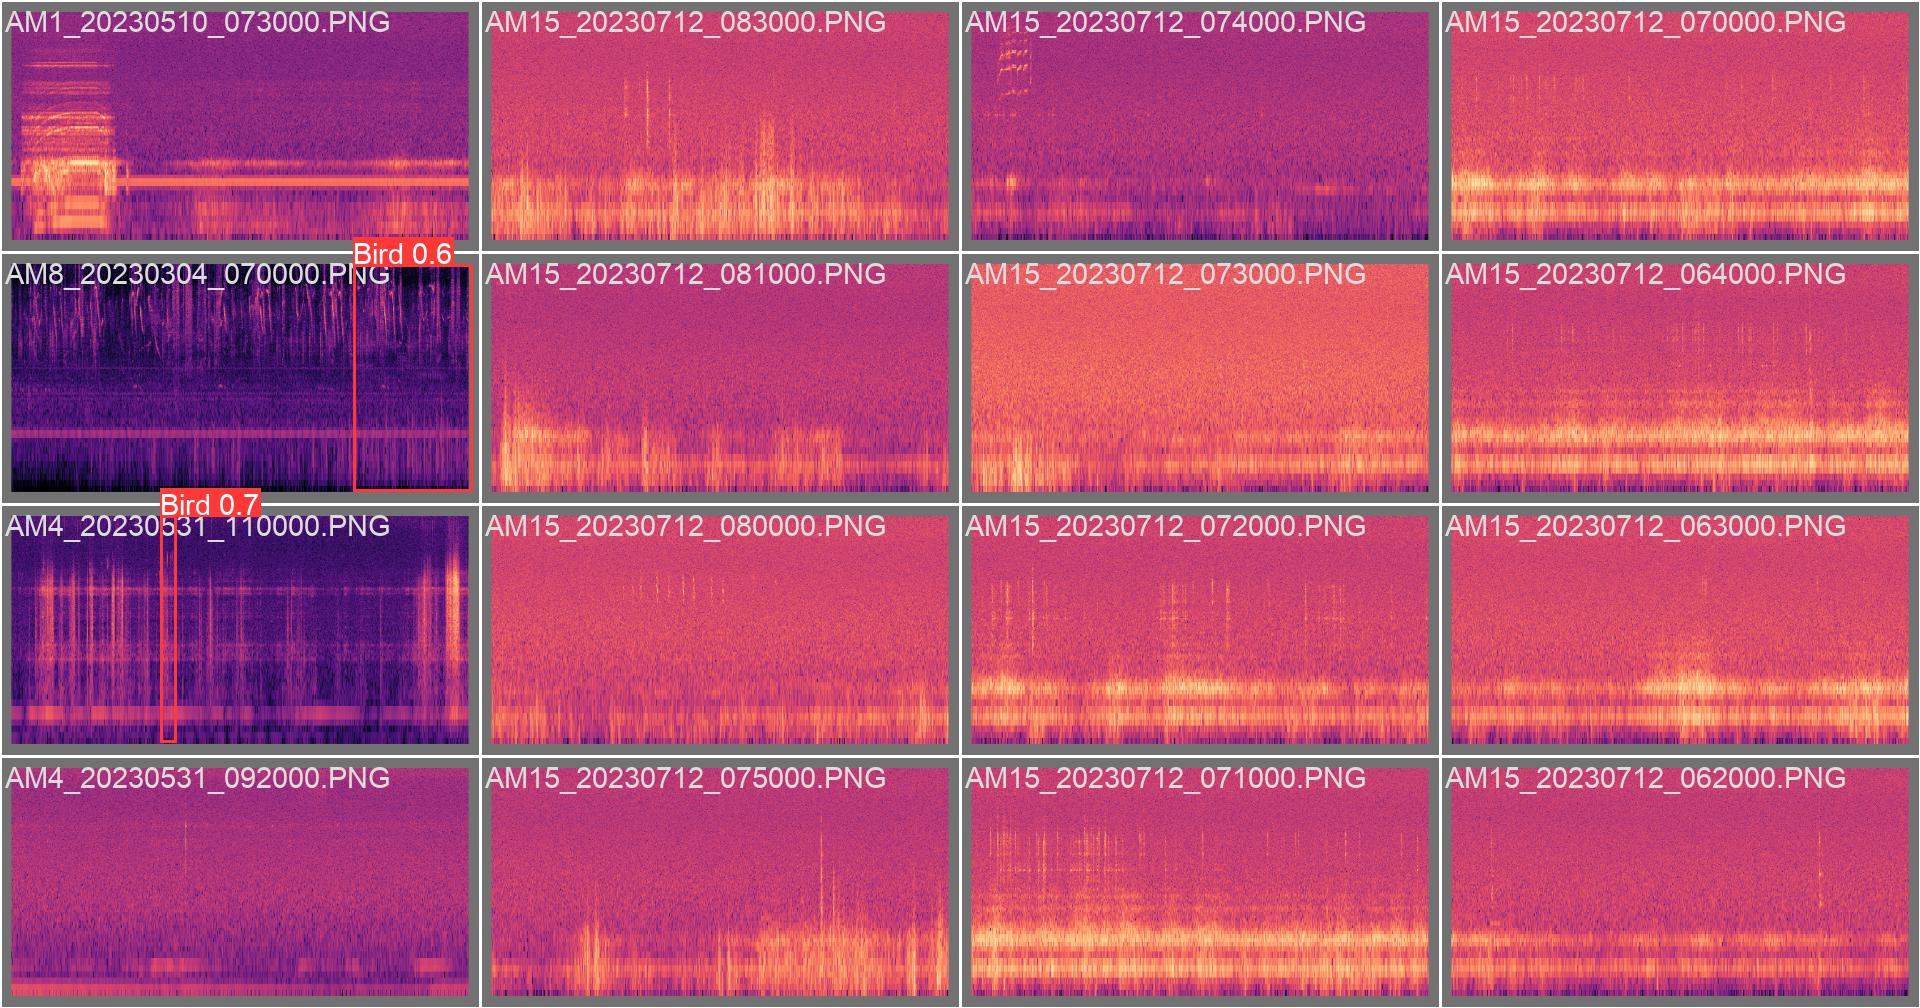 AM1_20230510_073000.PNG
AM15_20230712_083000.PNG
AM15_20230712_074000.PNG
AM15_20230712_070000.PNG
Bird 0.6
AM8_20230304_070000.PNG
AM15_20230712_081000.PNG
AM15_20230712_073000.PNG
AM15_20230712_064000.PNG
Bird 0.7
AM4_20230531_110000.PNG
AM15_20230712_080000.PNG
AM15_20230712_072000.PNG
AM15_20230712_063000.PNG
AM4_20230531_092000.PNG
AM15_20230712_075000.PNG
AM15_20230712_071000.PNG
AM15_20230712_062000.PNG